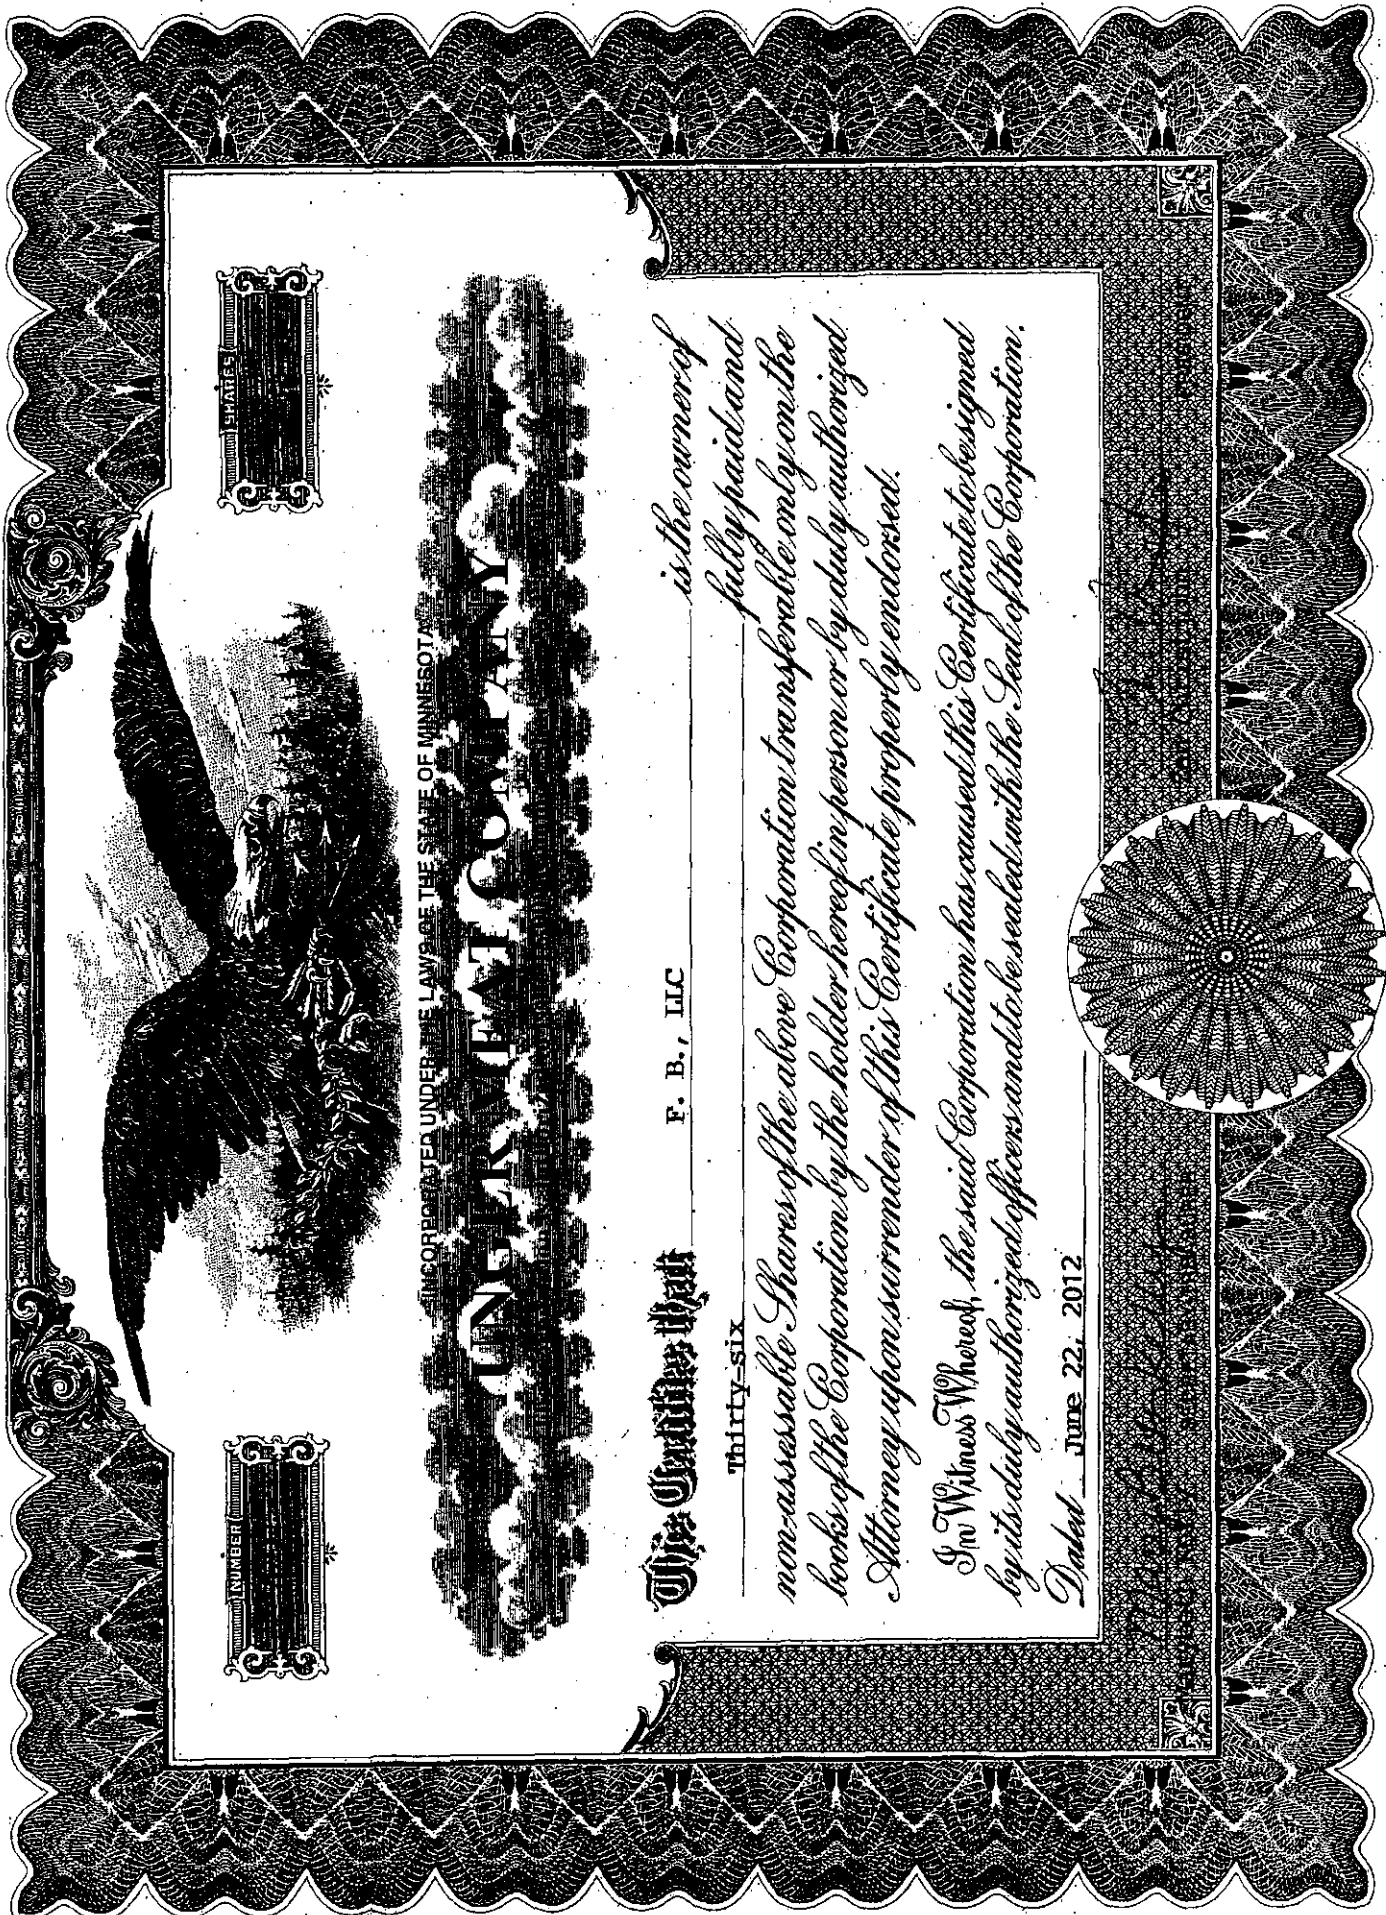 NUMBER
SHARES
INCORPORATED UNDER THE LAWS OF THE STATE OF MINNESOTA
UNGER MEAT COMPANY
This Certifies that F. B., LLC is the owner of
Thirty-six fully paid and
non-assessable Shares of the above Corporation transferable only on the
books of the Corporation by the holder hereof in person or by duly authorized
Attorney upon surrender of this Certificate properly endorsed.
In Witness Whereof, the said Corporation has caused this Certificate to be signed
by its duly authorized officers and to be sealed with the Seal of the Corporation.
Dated June 22, 2012